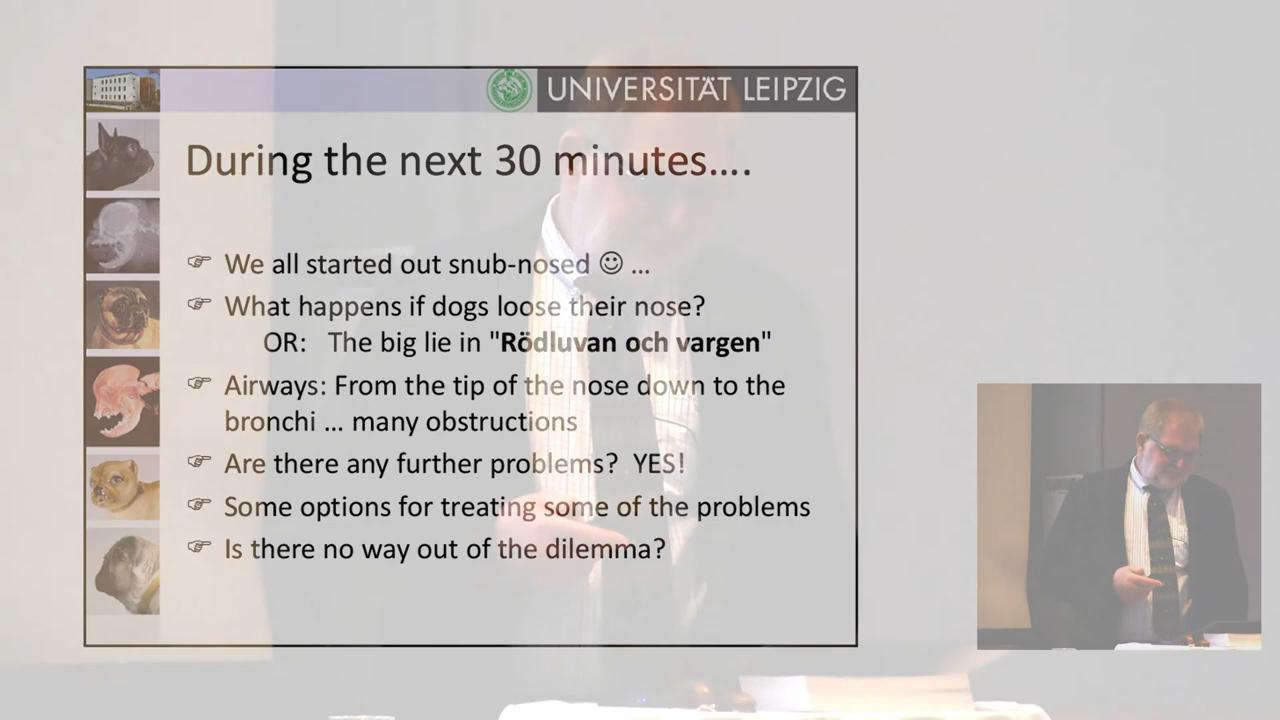 UNIVERSITÄT LEIPZIG
During the next 30 minutes....
☞ We all started out snub-nosed ☺ ...
☞ What happens if dogs loose their nose?
OR: The big lie in "Rödluvan och vargen"
☞ Airways: From the tip of the nose down to the
bronchi ... many obstructions
☞ Are there any further problems? YES!
☞ Some options for treating some of the problems
☞ Is there no way out of the dilemma?